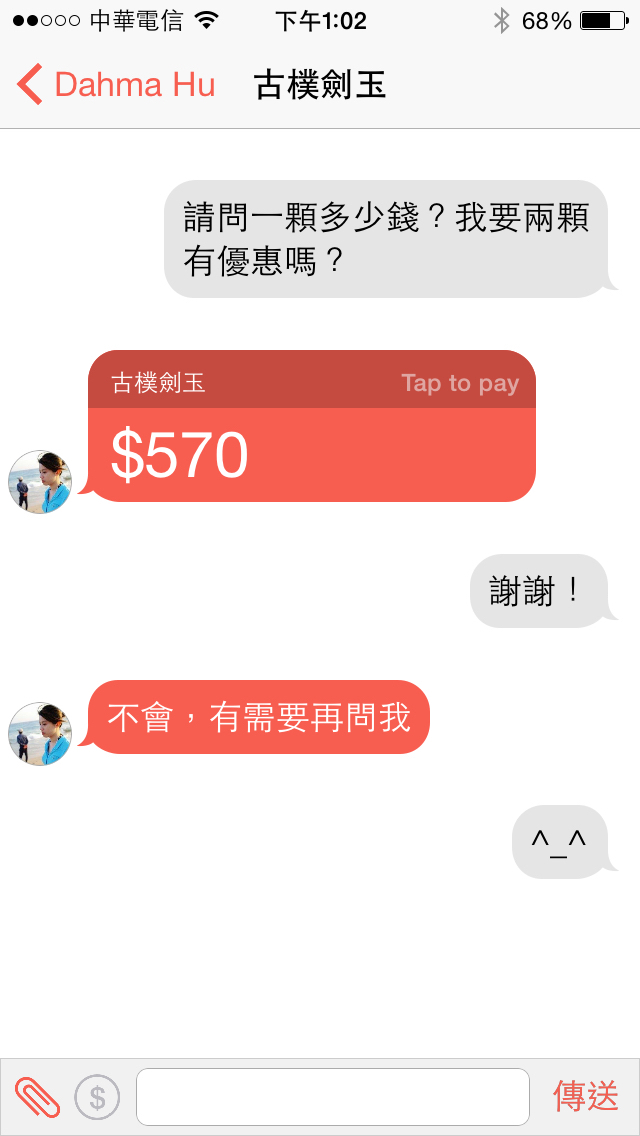 中華電信 下午1:02 68%
Dahma Hu 古樸劍玉
請問一顆多少錢？我要兩顆
有優惠嗎？
古樸劍玉 Tap to pay
$570
謝謝！
不會，有需要再問我
^_^
$ 傳送